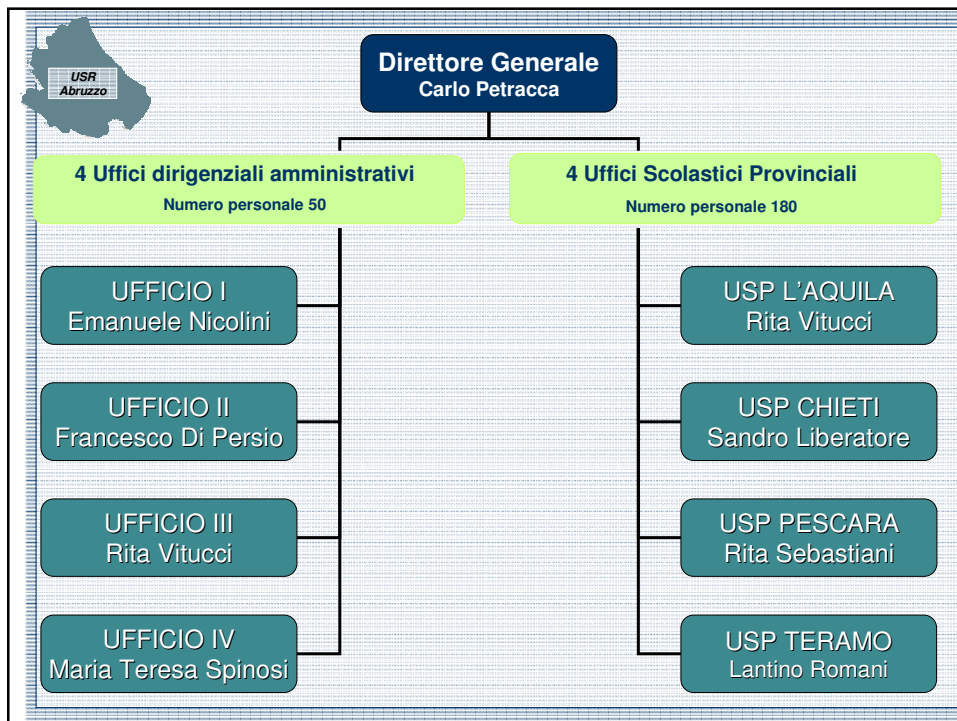 USR
Abruzzo
Direttore Generale
Carlo Petracca
4 Uffici dirigenziali amministrativi
Numero personale 50
4 Uffici Scolastici Provinciali
Numero personale 180
UFFICIO I
Emanuele Nicolini
UFFICIO II
Francesco Di Persio
UFFICIO III
Rita Vitucci
UFFICIO IV
Maria Teresa Spinosi
USP L’AQUILA
Rita Vitucci
USP CHIETI
Sandro Liberatore
USP PESCARA
Rita Sebastiani
USP TERAMO
Lantino Romani